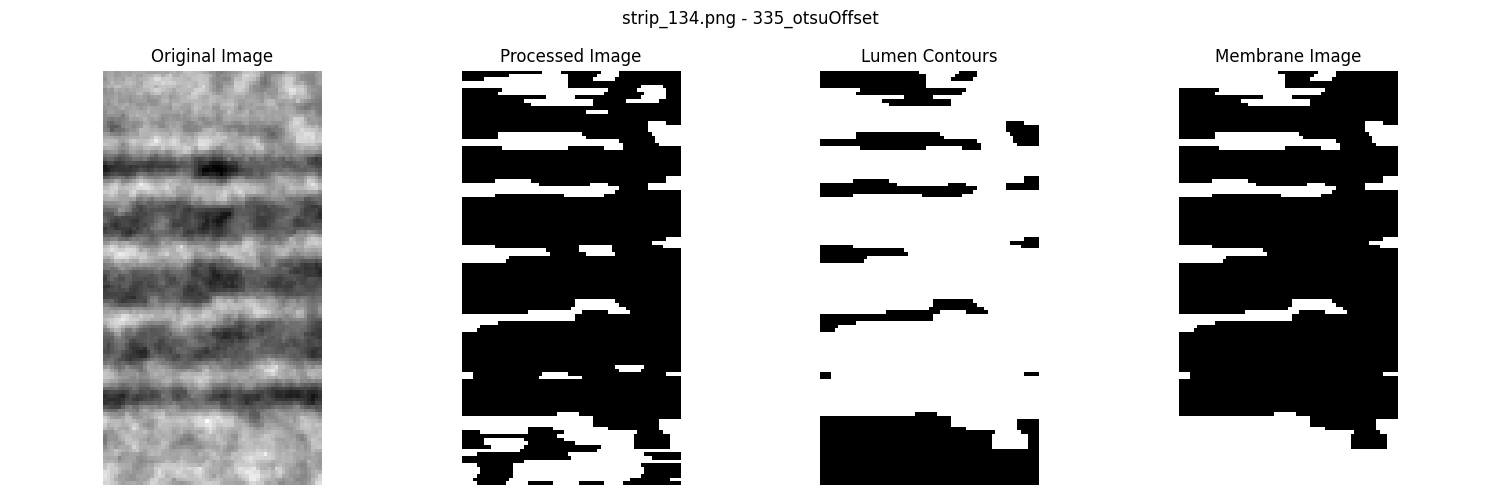 strip_134.png - 335_otsuOffset
Original Image
Processed Image
Lumen Contours
Membrane Image